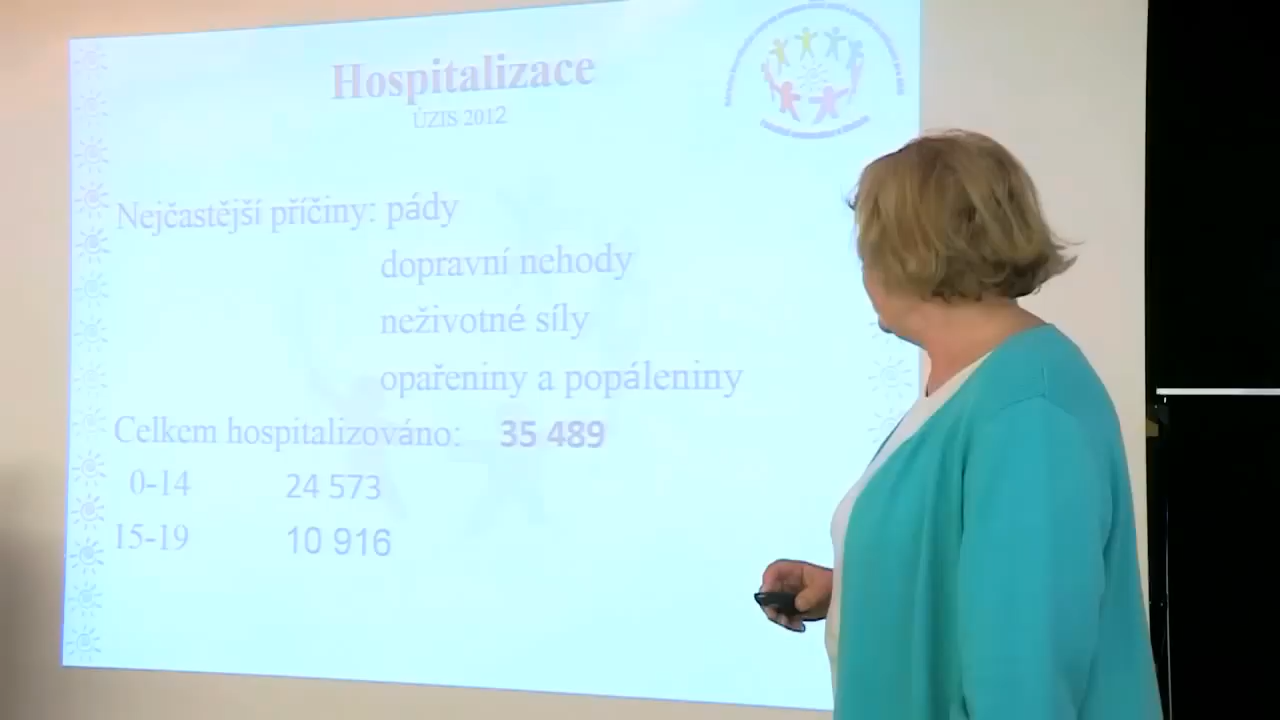 Hospitalizace
ÚZIS 2012
Nejčastější příčiny: pády
dopravní nehody
neživotné síly
opařeniny a popáleniny
Celkem hospitalizováno: 35 489
0-14 24 573
15-19 10 916